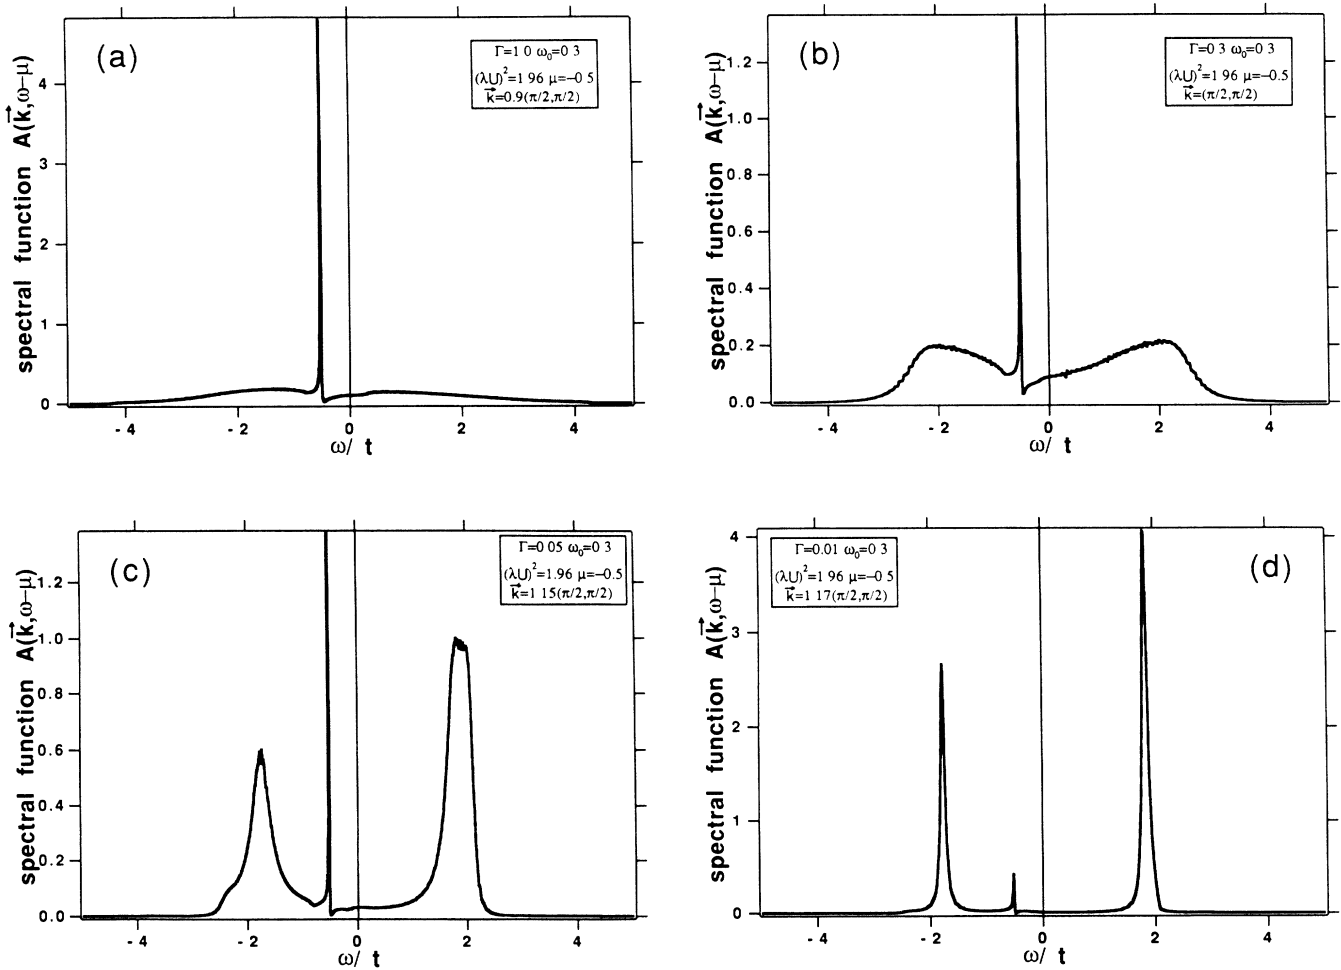 (a)
Γ=1 0 ω₀=0 3
(λU)²=1 96 μ=−0 5
k⃗=0.9(π/2,π/2)
spectral function A(k⃗,ω−μ)
4
3
2
1
0
-4 -2 0 2 4
ω/ t
(b)
Γ=0 3 ω₀=0 3
(λU)²=1 96 μ=−0.5
k⃗=(π/2,π/2)
spectral function A(k⃗,ω−μ)
1.2
1.0
0.8
0.6
0.4
0.2
0.0
-4 -2 0 2 4
ω/ t
(c)
Γ=0 05 ω₀=0 3
(λU)²=1.96 μ=−0.5
k⃗=1 15(π/2,π/2)
spectral function A(k⃗,ω−μ)
1.2
1.0
0.8
0.6
0.4
0.2
0.0
-4 -2 0 2 4
ω/ t
Γ=0.01 ω₀=0 3
(λU)²=1 96 μ=−0 5
k⃗=1 17(π/2,π/2)
(d)
spectral function A(k⃗,ω−μ)
4
3
2
1
0
-4 -2 0 2 4
ω/ t